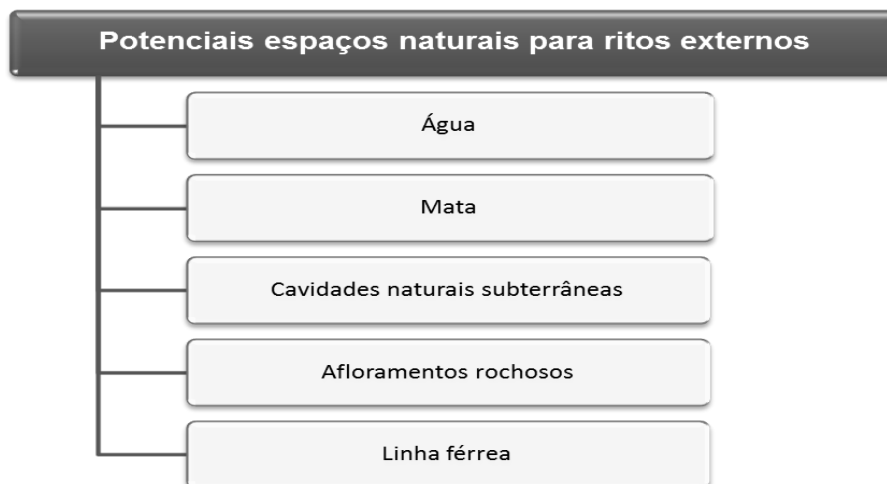 Potenciais espaços naturais para ritos externos
Água
Mata
Cavidades naturais subterrâneas
Afloramentos rochosos
Linha férrea